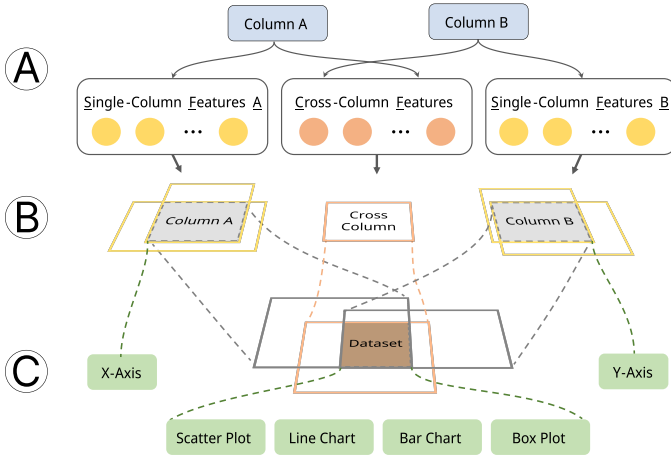 Column A
Column B
A
Single-Column Features A
Cross-Column Features
Single-Column Features B
B
Column A
Cross
Column
Column B
Dataset
C
X-Axis
Y-Axis
Scatter Plot
Line Chart
Bar Chart
Box Plot